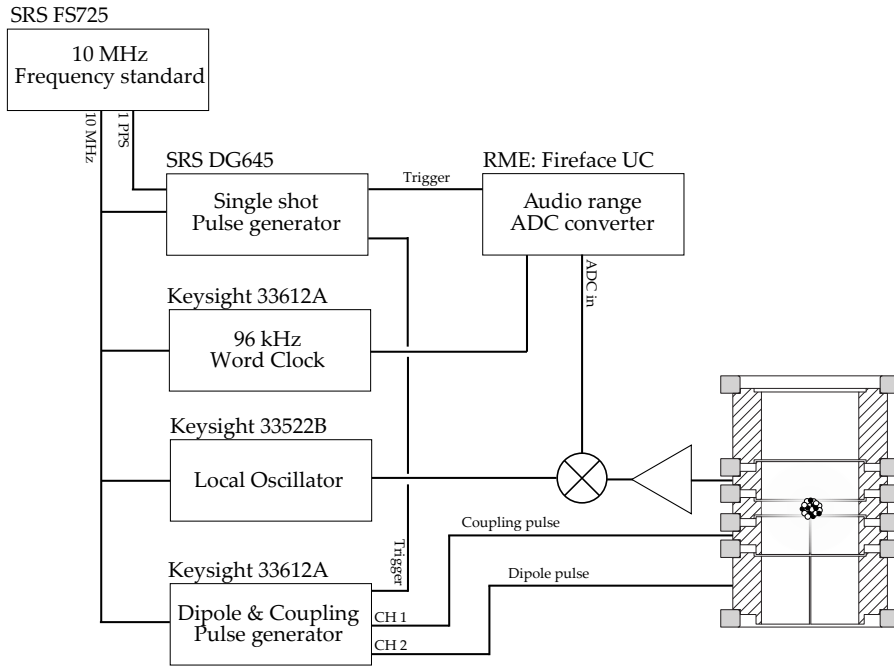 SRS FS725
10 MHz
Frequency standard
10 MHz
1 PPS
SRS DG645
Single shot
Pulse generator
Trigger
RME: Fireface UC
Audio range
ADC converter
ADC in
Keysight 33612A
96 kHz
Word Clock
Keysight 33522B
Local Oscillator
Trigger
Coupling pulse
Dipole pulse
Keysight 33612A
Dipole & Coupling
Pulse generator
CH 1
CH 2